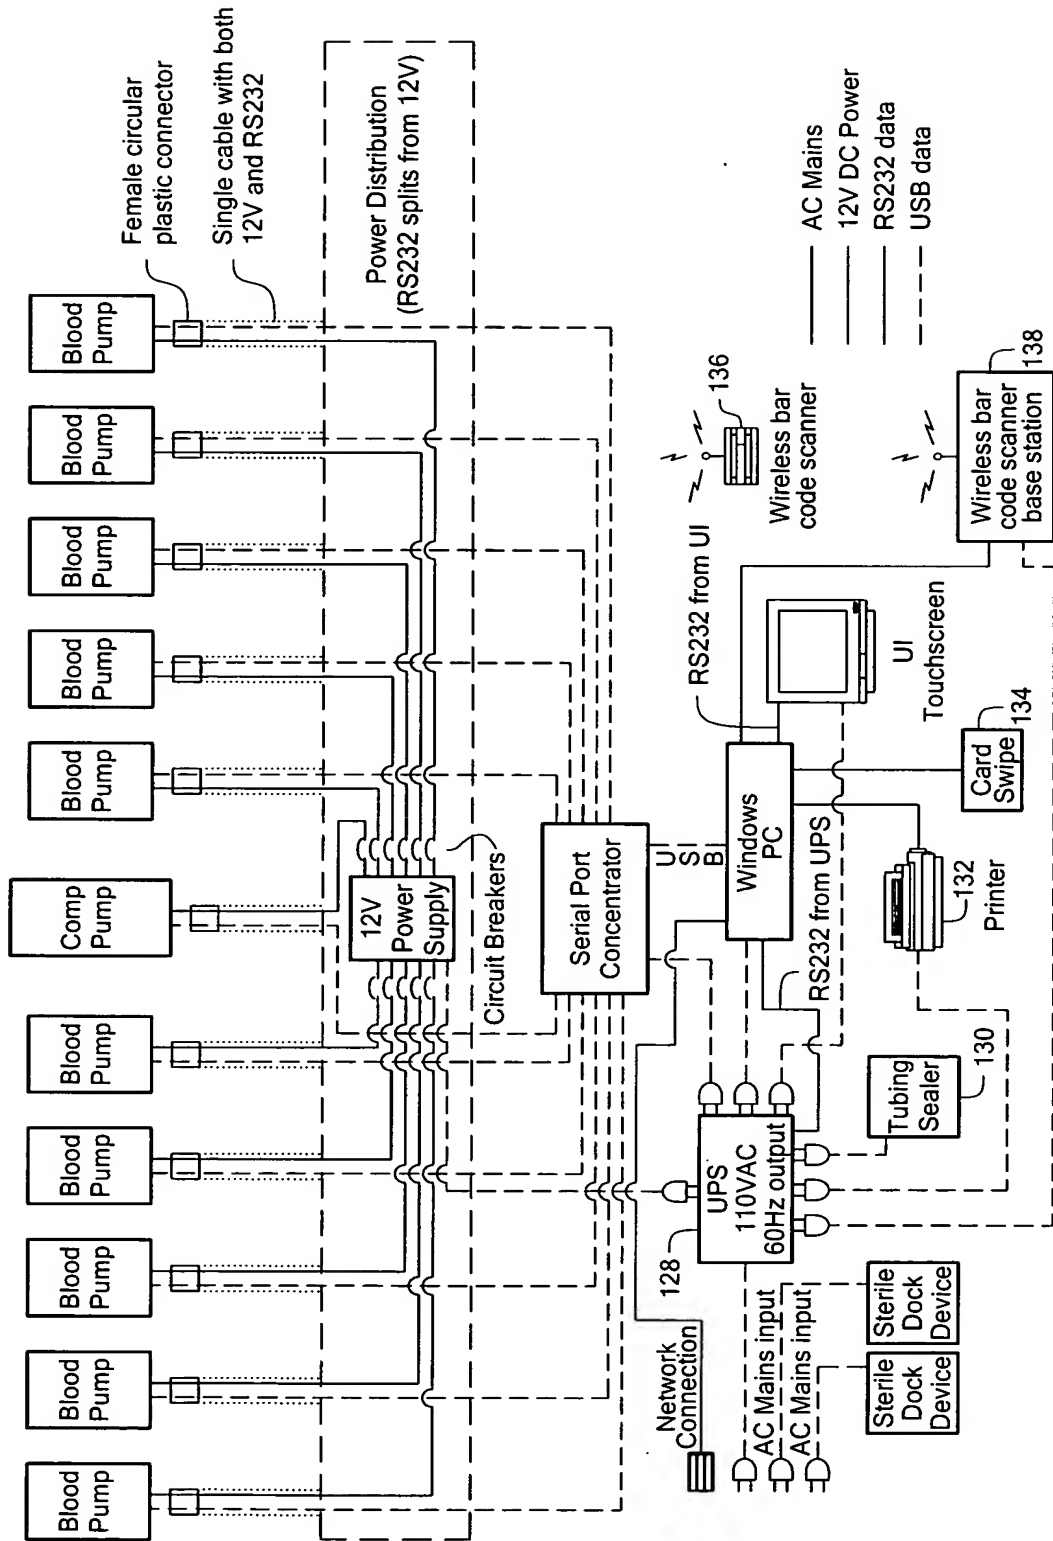 Female circular
plastic connector
Single cable with both
12V and RS232
Power Distribution
(RS232 splits from 12V)
Blood
Pump
Blood
Pump
Blood
Pump
Blood
Pump
Blood
Pump
Comp
Pump
Blood
Pump
Blood
Pump
Blood
Pump
Blood
Pump
Blood
Pump
12V
Power
Supply
Circuit Breakers
Serial Port
Concentrator
USB
Windows
PC
RS232 from UI
RS232 from UPS
UI
Touchscreen
136
Wireless bar
code scanner
AC Mains
12V DC Power
RS232 data
USB data
138
Wireless bar
code scanner
base station
Card
Swipe
134
132
Printer
Tubing
Sealer
130
UPS
110VAC
60Hz output
128
Network
Connection
AC Mains input
AC Mains input
Sterile
Dock
Device
Sterile
Dock
Device